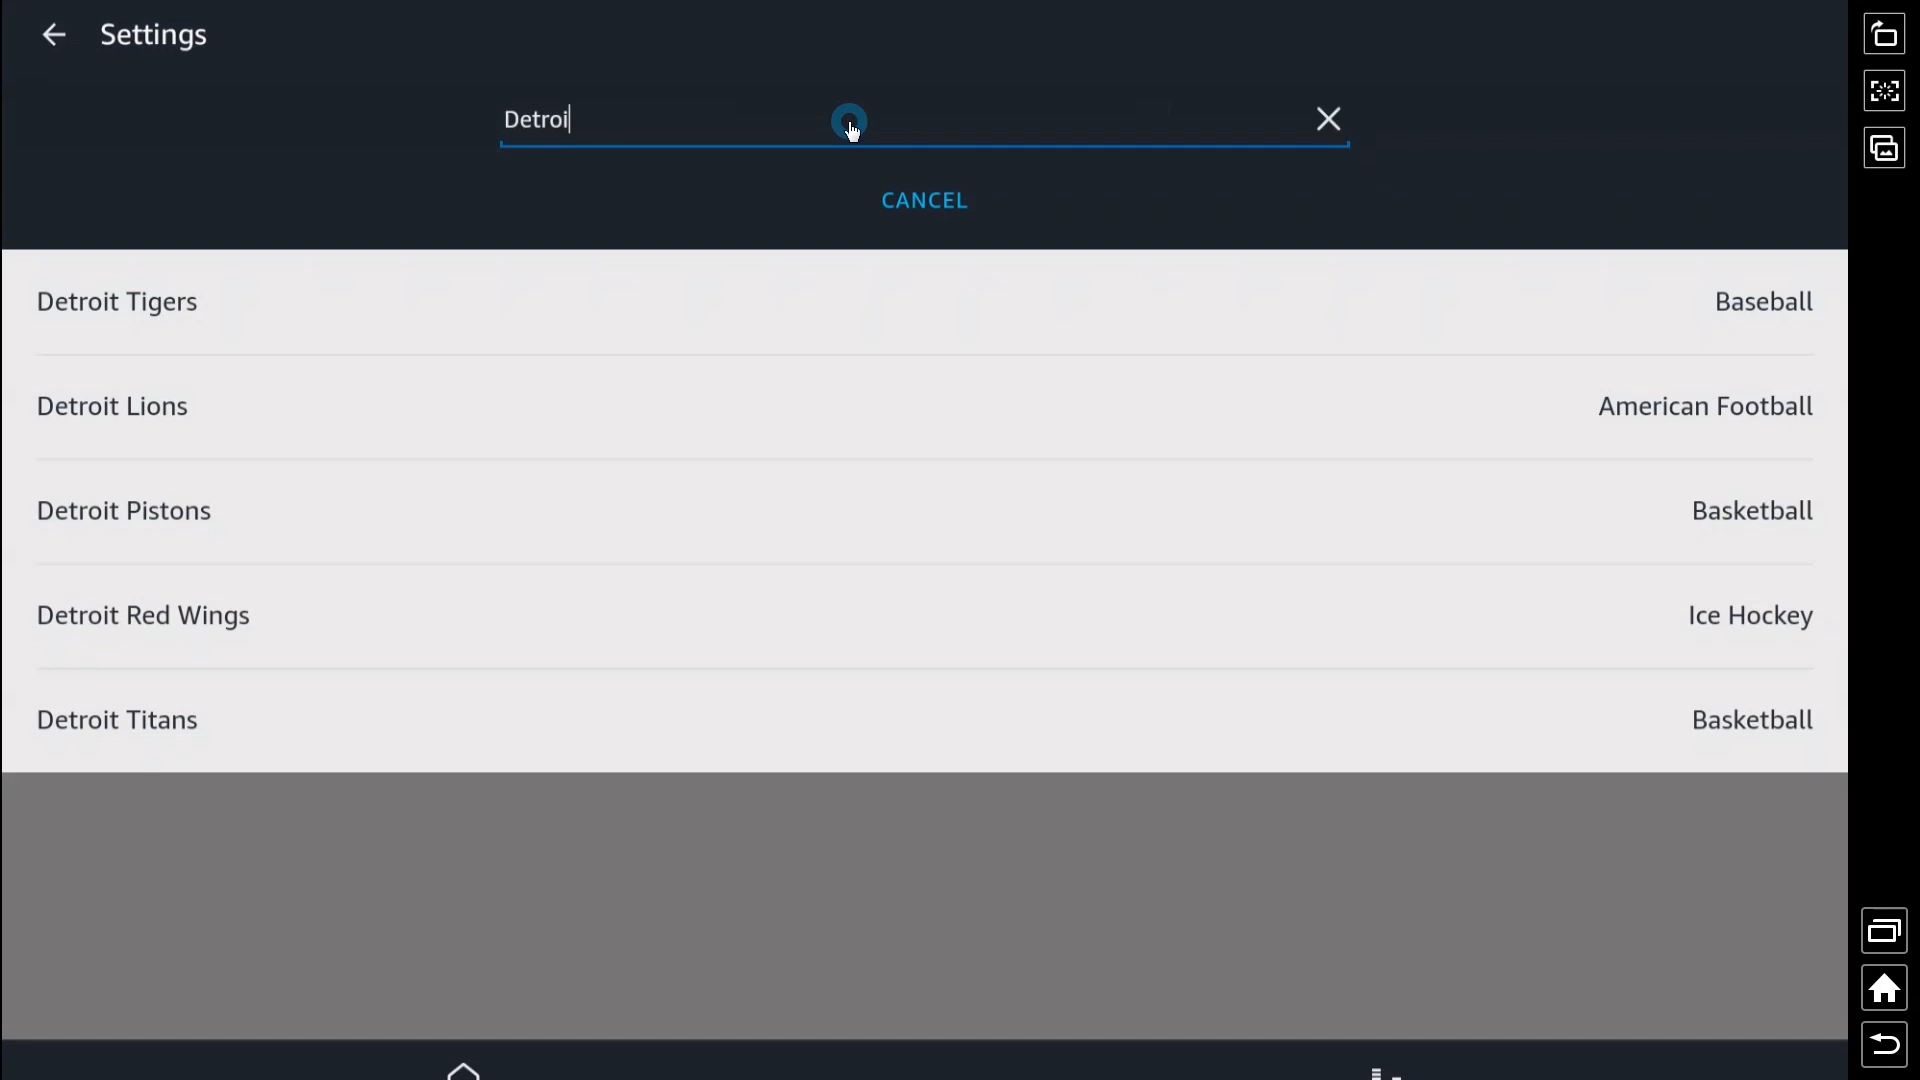 Settings
Detroi
CANCEL
Detroit Tigers Baseball
Detroit Lions American Football
Detroit Pistons Basketball
Detroit Red Wings Ice Hockey
Detroit Titans Basketball